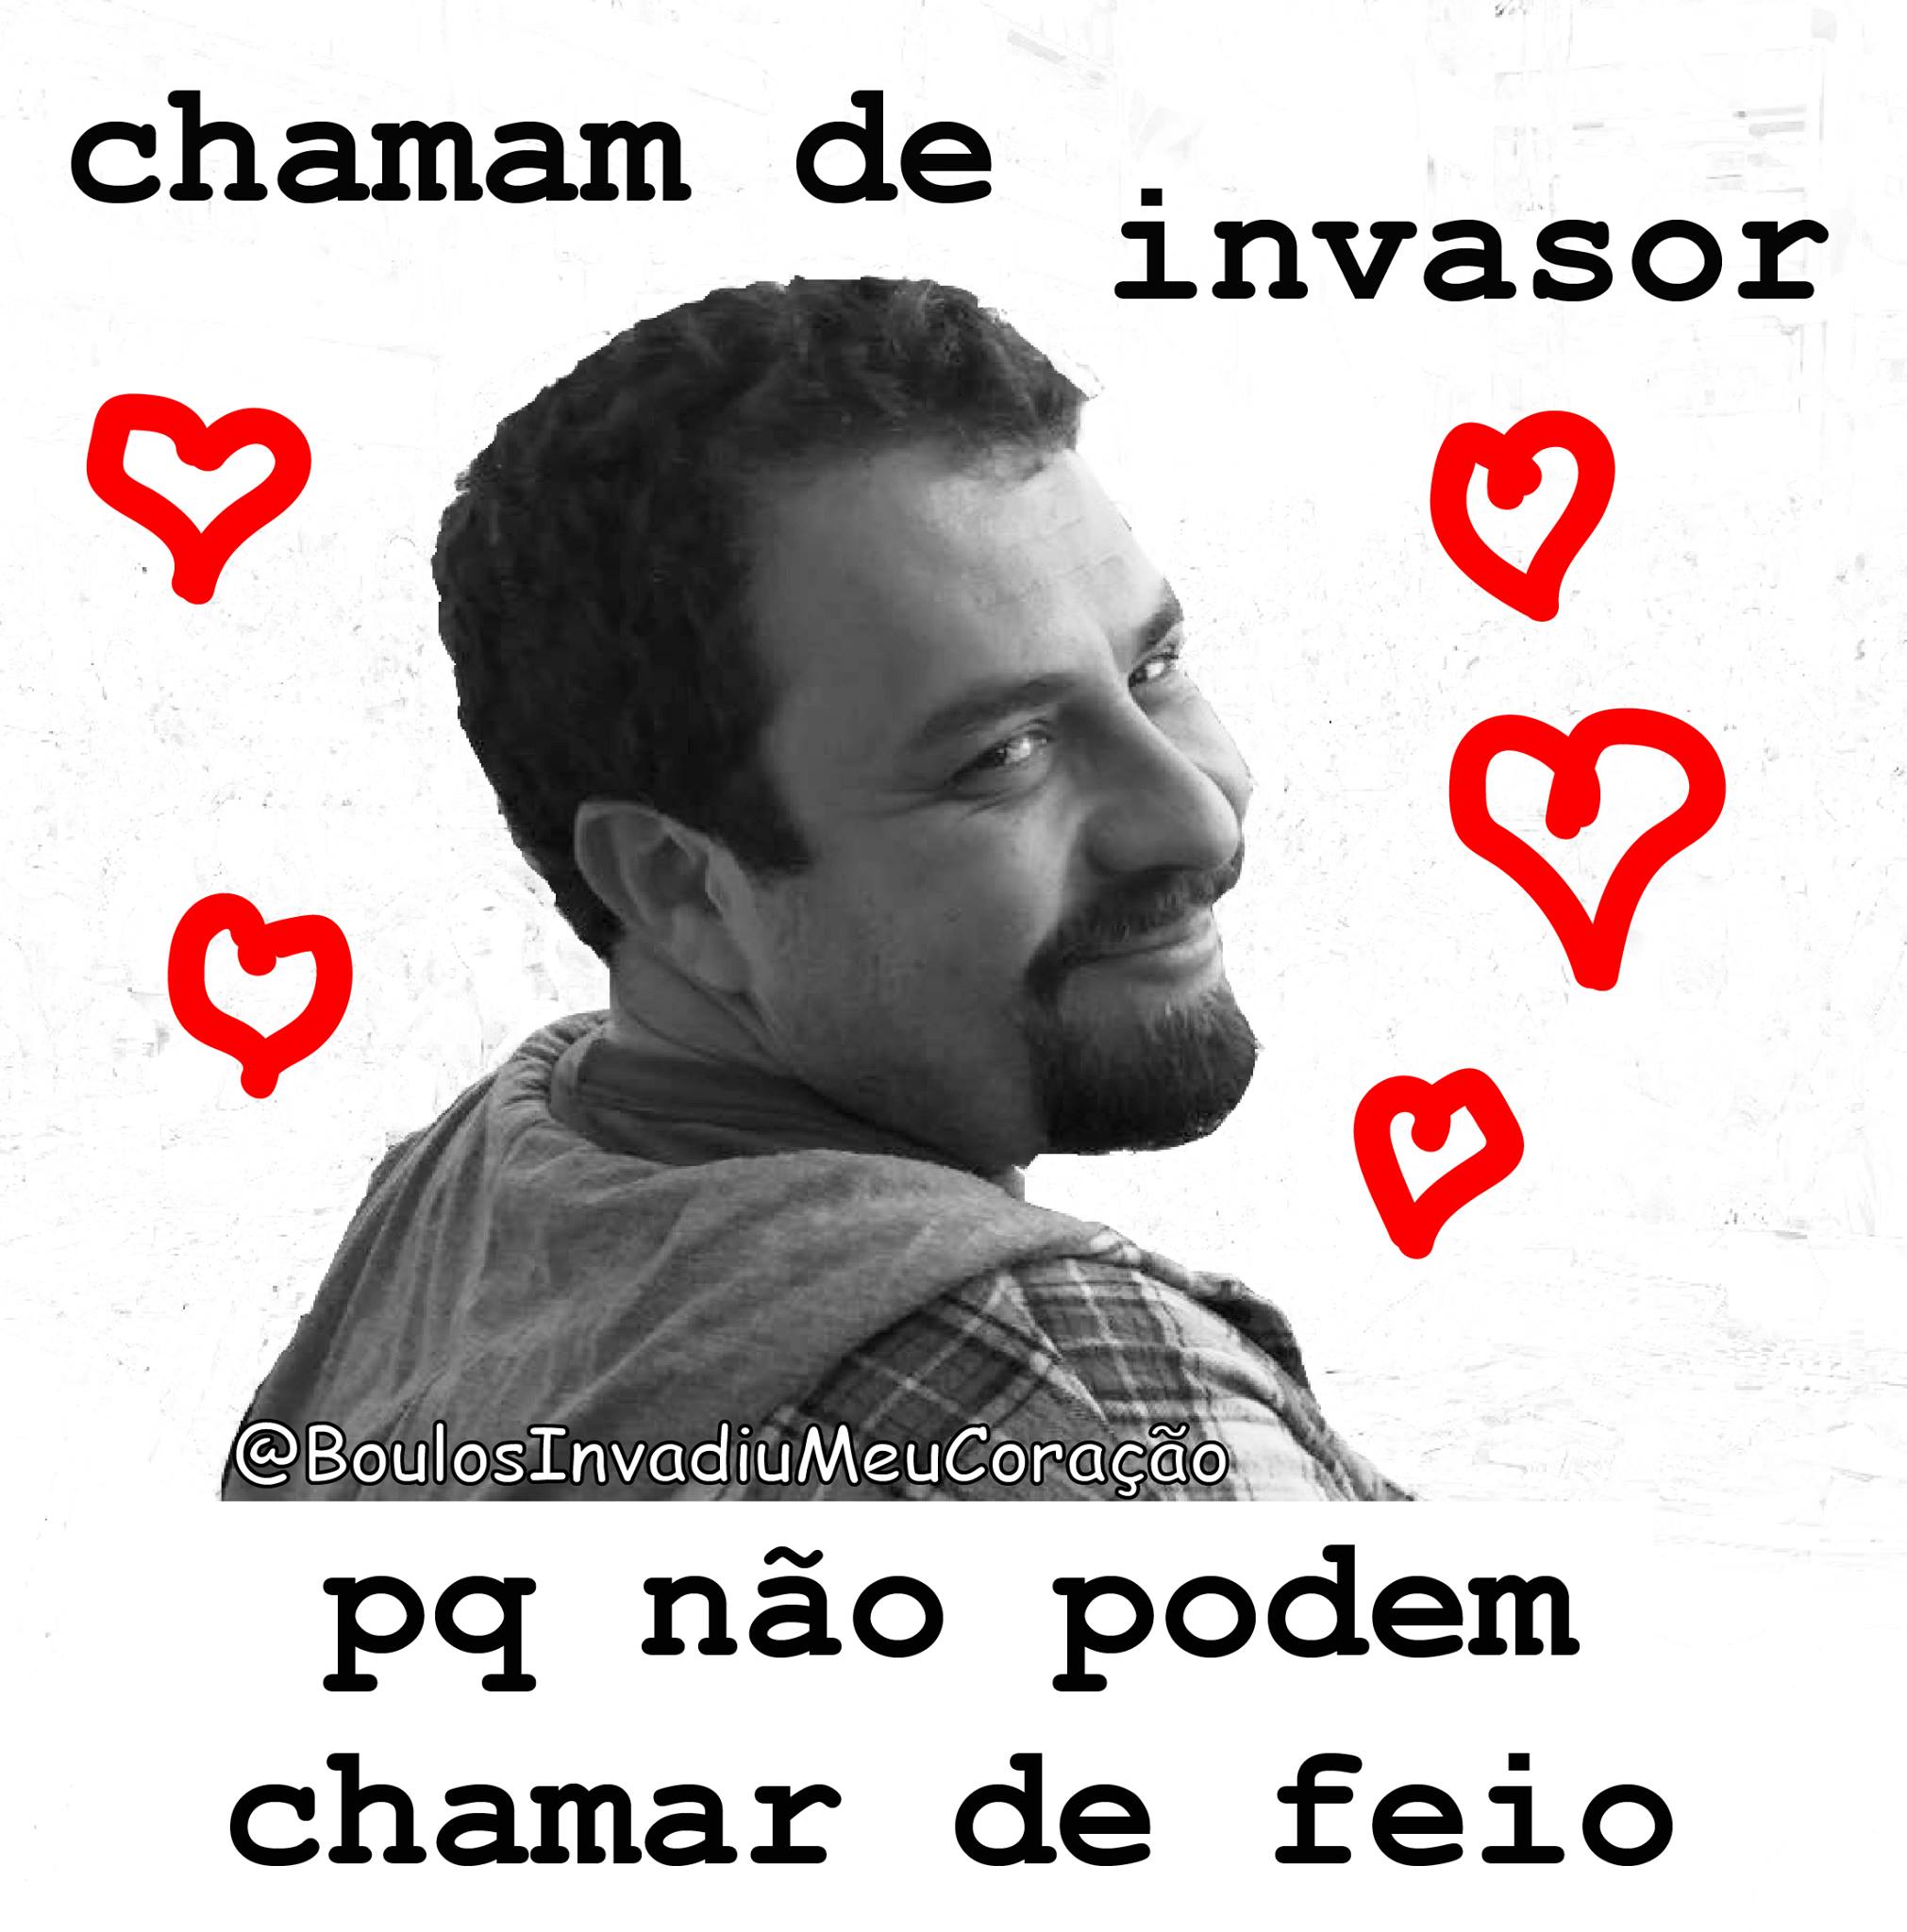 chamam de
invasor
@BoulosInvadiuMeuCoração
pq não podem
chamar de feio